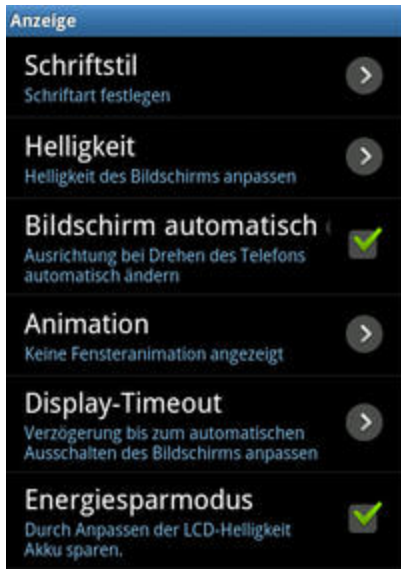 Anzeige
Schriftstil
Schriftart festlegen
Helligkeit
Helligkeit des Bildschirms anpassen
Bildschirm automatisch
Ausrichtung bei Drehen des Telefons
automatisch ändern
Animation
Keine Fensteranimation angezeigt
Display-Timeout
Verzögerung bis zum automatischen
Ausschalten des Bildschirms anpassen
Energiesparmodus
Durch Anpassen der LCD-Helligkeit
Akku sparen.